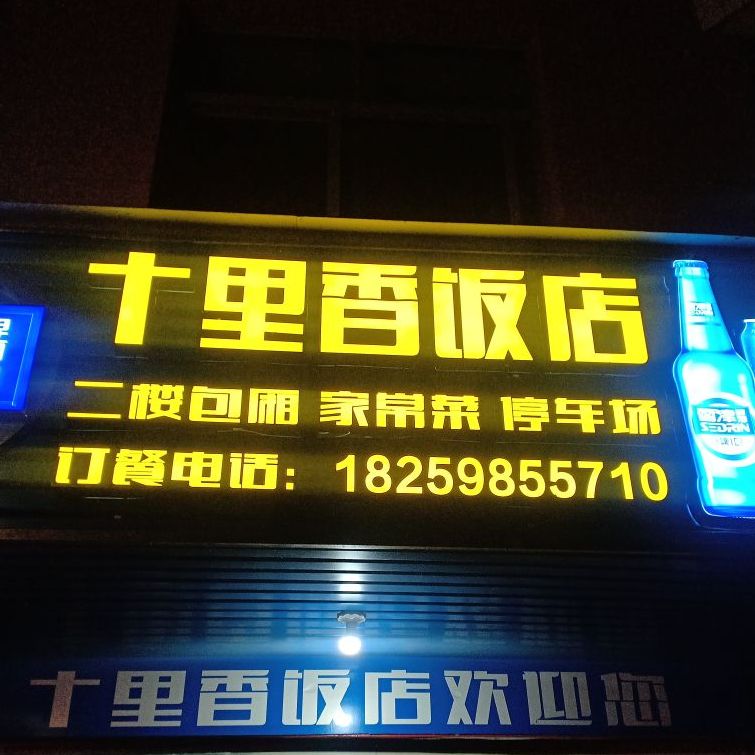 十里香饭店
二楼包厢 家常菜 停车场
订餐电话：18259855710
SEDRIN
十里香饭店欢迎您